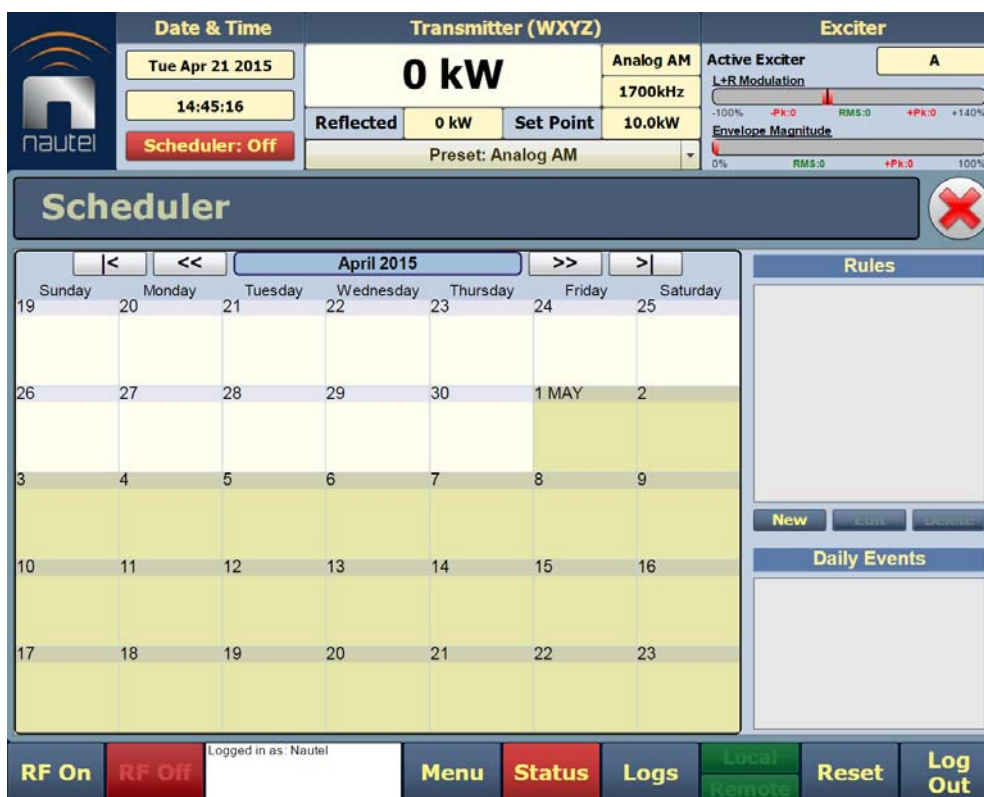 nautel
Date & Time
Tue Apr 21 2015
14:45:16
Scheduler: Off
Transmitter (WXYZ)
0 kW
Analog AM
1700kHz
Reflected 0 kW Set Point 10.0kW
Preset: Analog AM
Exciter
Active Exciter A
L+R Modulation
-100% -Pk:0 RMS:0 +Pk:0 +140%
Envelope Magnitude
0% RMS:0 +Pk:0 100%
Scheduler
|< << April 2015 >> >|
Sunday Monday Tuesday Wednesday Thursday Friday Saturday
19 20 21 22 23 24 25
26 27 28 29 30 1 MAY 2
3 4 5 6 7 8 9
10 11 12 13 14 15 16
17 18 19 20 21 22 23
Rules
New Edit Delete
Daily Events
RF On RF Off
Logged in as: Nautel
Menu Status Logs
Local
Remote
Reset
Log
Out